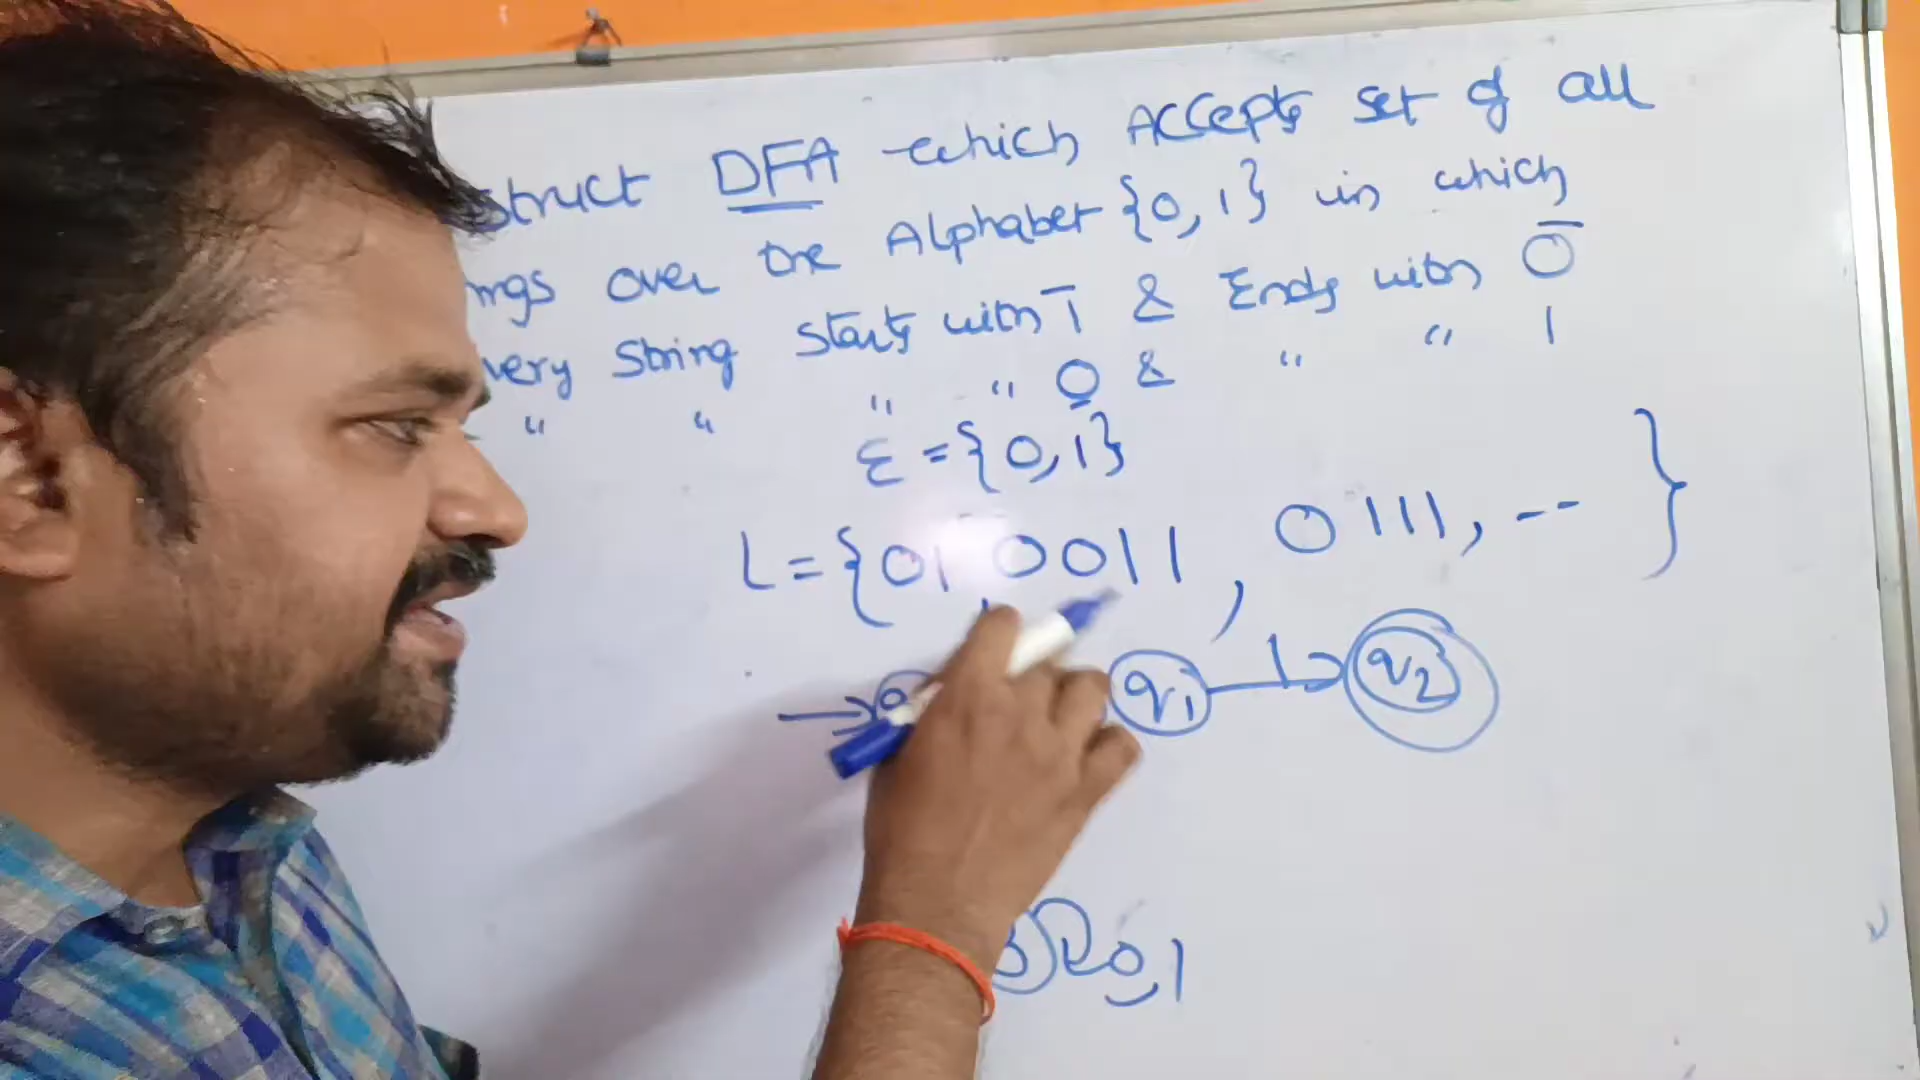 struct DFA which Accepts set of all
ngs over the Alphabet {0, 1} in which
very string starts with 1 & Ends with 0
" " " " 0 & " " 1
Σ = {0, 1}
L = {01, 0011, 0111, --}
q1 1 q2
0, 1